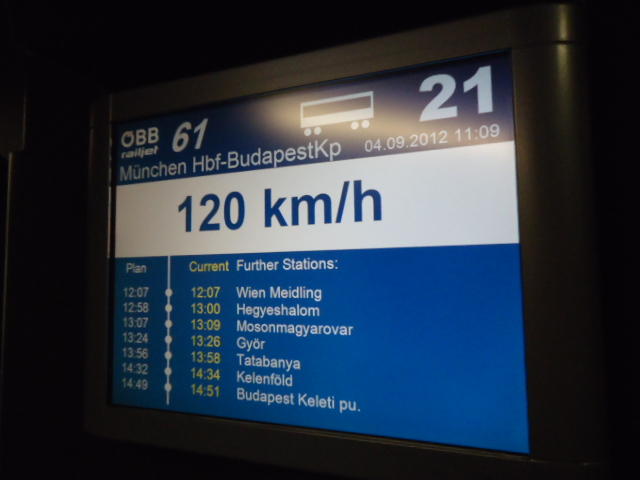 ÖBB 61 21
railjet
München Hbf-BudapestKp 04.09.2012 11:09
120 km/h
Plan Current Further Stations:
12:07 12:07 Wien Meidling
12:58 13:00 Hegyeshalom
13:07 13:09 Mosonmagyarovar
13:24 13:26 Györ
13:56 13:58 Tatabanya
14:32 14:34 Kelenföld
14:49 14:51 Budapest Keleti pu.